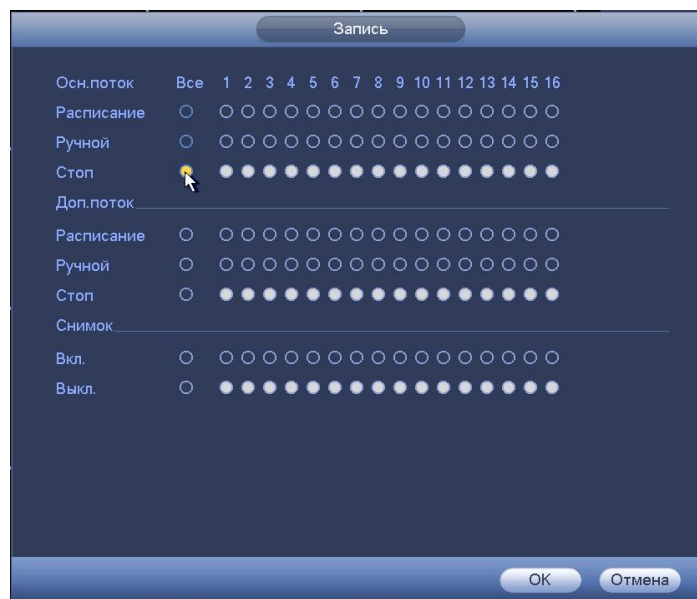 Запись
Осн.поток Все 1 2 3 4 5 6 7 8 9 10 11 12 13 14 15 16
Расписание
Ручной
Стоп
Доп.поток
Расписание
Ручной
Стоп
Снимок
Вкл.
Выкл.
OK Отмена